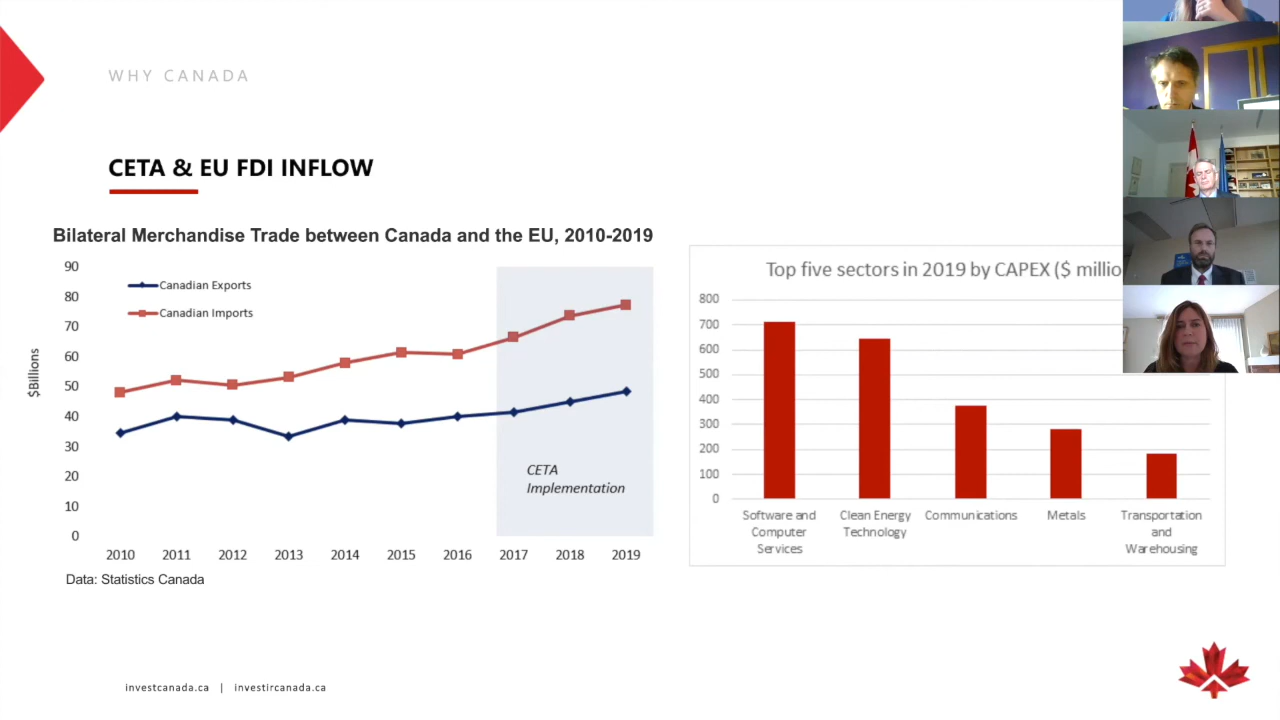 WHY CANADA
CETA & EU FDI INFLOW
Bilateral Merchandise Trade between Canada and the EU, 2010-2019
90
80
70
60
50
40
30
20
10
0
$Billions
Canadian Exports
Canadian Imports
CETA
Implementation
2010 2011 2012 2013 2014 2015 2016 2017 2018 2019
Data: Statistics Canada
Top five sectors in 2019 by CAPEX ($ millio
800
700
600
500
400
300
200
100
0
Software and
Computer
Services
Clean Energy
Technology
Communications
Metals
Transportation
and
Warehousing
investcanada.ca | investircanada.ca